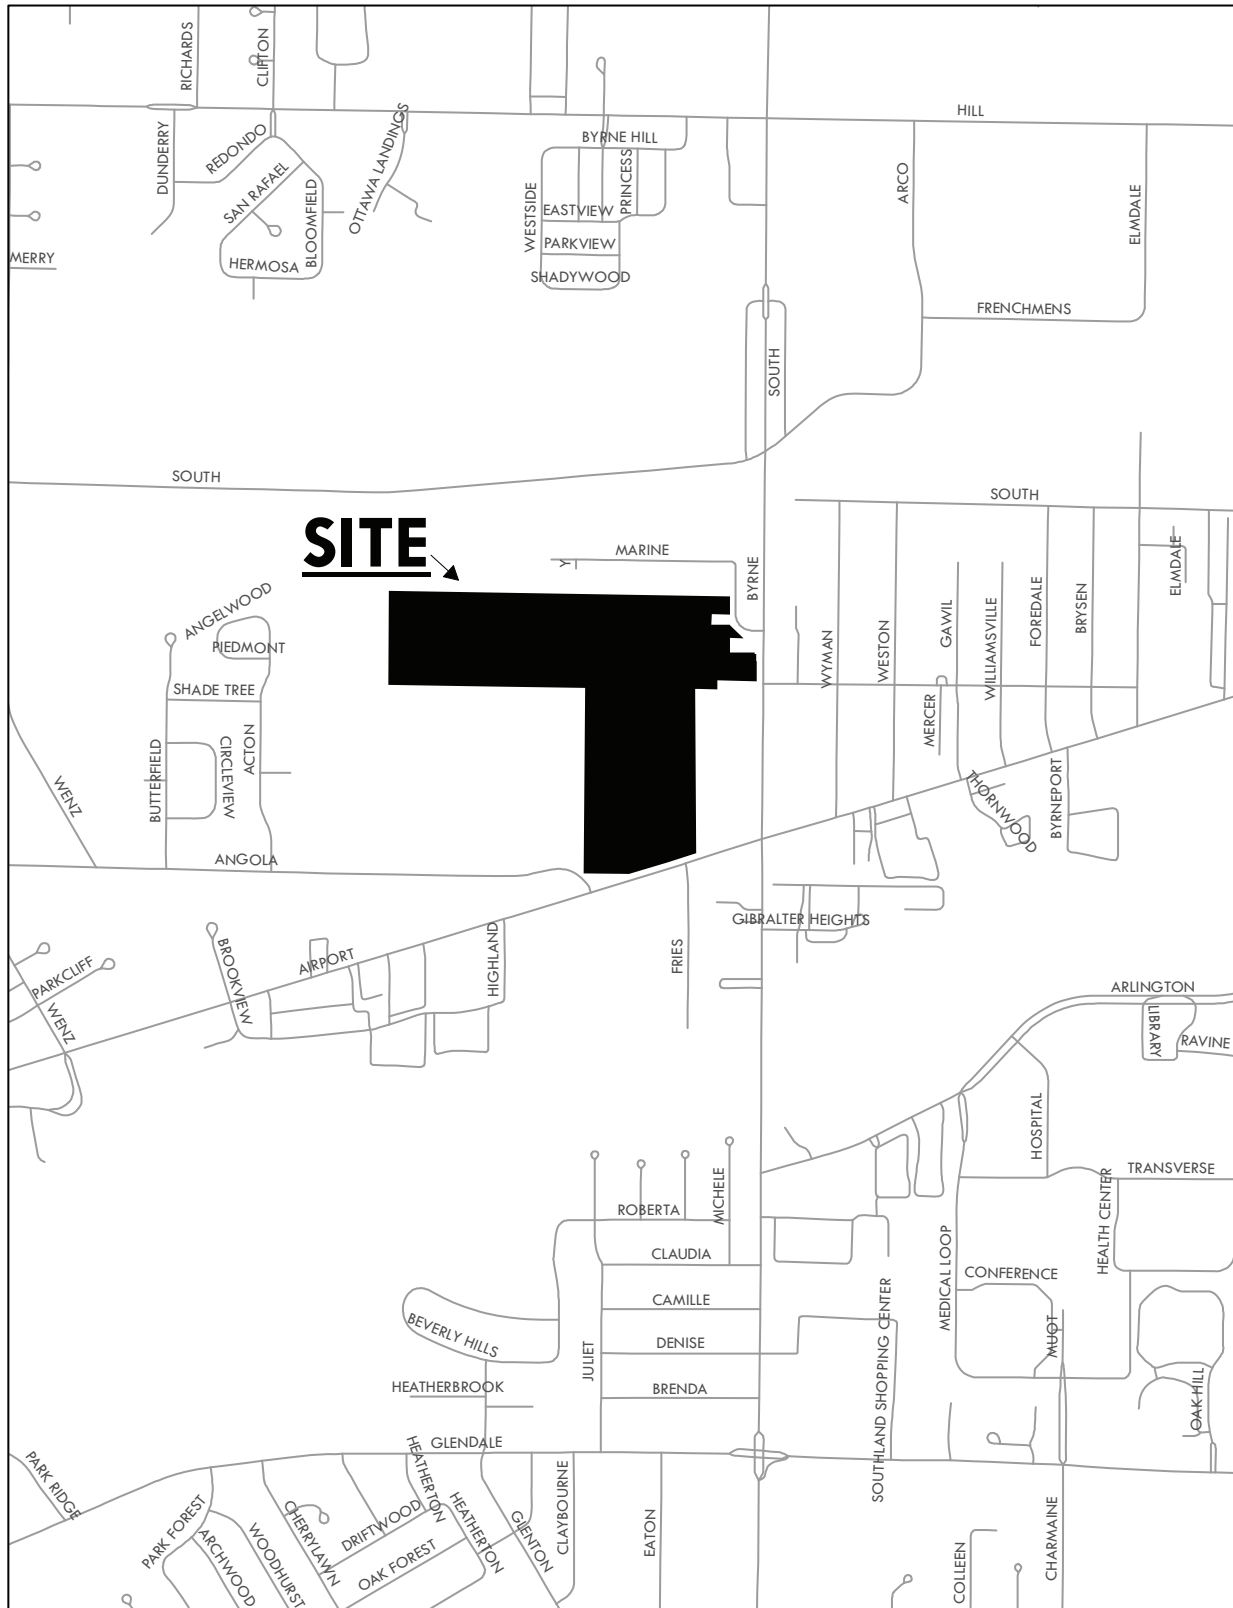 RICHARDS
CLIFTON
HILL
DUNDERRY
REDONDO
SAN RAFAEL
BLOOMFIELD
OTTAWA LANDINGS
HERMOSA
MERRY
BYRNE HILL
PRINCESS
WESTSIDE
EASTVIEW
PARKVIEW
SHADYWOOD
ARCO
ELMDALE
FRENCHMENS
SOUTH
SOUTH
SOUTH
SITE
MARINE
Y
BYRNE
ELMDALE
ANGELWOOD
PIEDMONT
SHADE TREE
WYMAN
WESTON
GAWIL
WILLIAMSVILLE
FOREDALE
BRYSEN
MERCER
BUTTERFIELD
CIRCLEVIEW
ACTON
WENZ
THORNWOOD
BYRNEPORT
ANGOLA
GIBRALTER HEIGHTS
FRIES
HIGHLAND
AIRPORT
BROOKVIEW
PARKCLIFF
WENZ
ARLINGTON
LIBRARY
RAVINE
HOSPITAL
TRANSVERSE
HEALTH CENTER
MICHELE
ROBERTA
CLAUDIA
CAMILLE
DENISE
BRENDA
JULIET
BEVERLY HILLS
HEATHERBROOK
MEDICAL LOOP
CONFERENCE
MUOT
SOUTHLAND SHOPPING CENTER
OAK HILL
GLENDALE
PARK RIDGE
PARK FOREST
ARCHWOOD
WOODHURST
CHERRYLAWN
DRIFTWOOD
OAK FOREST
HEATHERTON
HEATHERTON
GLENTON
CLAYBOURNE
EATON
COLLEEN
CHARMAINE